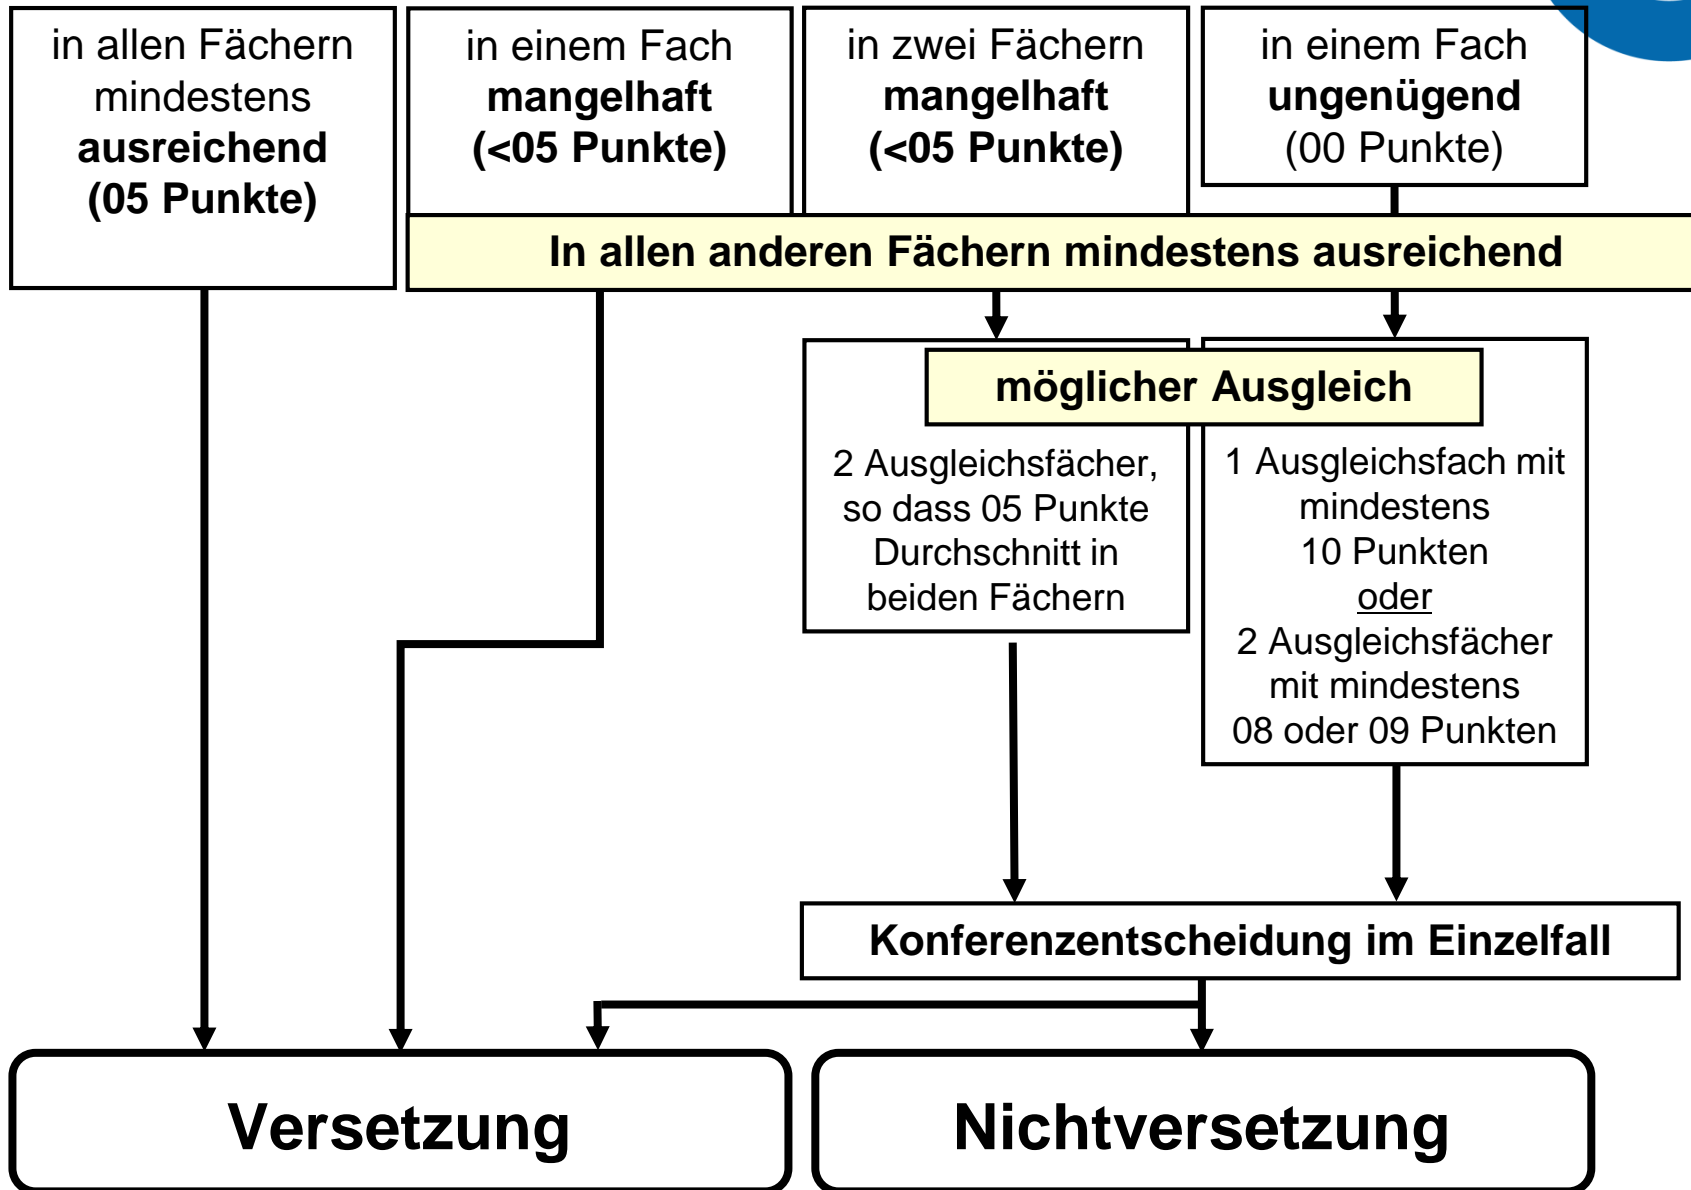 in allen Fächern
mindestens
ausreichend
(05 Punkte)
in einem Fach
mangelhaft
(<05 Punkte)
in zwei Fächern
mangelhaft
(<05 Punkte)
in einem Fach
ungenügend
(00 Punkte)
In allen anderen Fächern mindestens ausreichend
möglicher Ausgleich
2 Ausgleichsfächer,
so dass 05 Punkte
Durchschnitt in
beiden Fächern
1 Ausgleichsfach mit
mindestens
10 Punkten
oder
2 Ausgleichsfächer
mit mindestens
08 oder 09 Punkten
Konferenzentscheidung im Einzelfall
Versetzung
Nichtversetzung